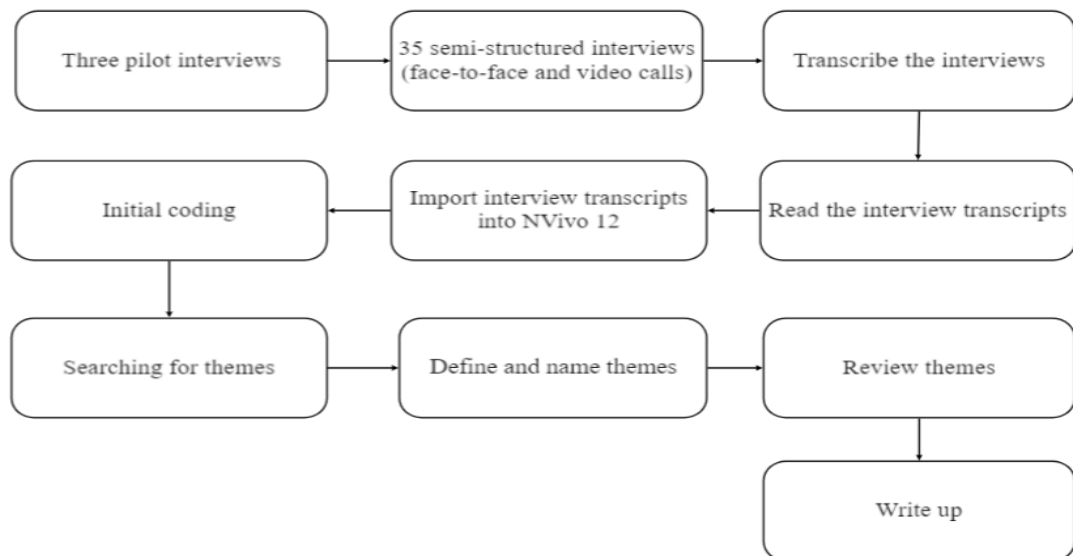 Three pilot interviews
35 semi-structured interviews
(face-to-face and video calls)
Transcribe the interviews
Read the interview transcripts
Import interview transcripts
into NVivo 12
Initial coding
Searching for themes
Define and name themes
Review themes
Write up